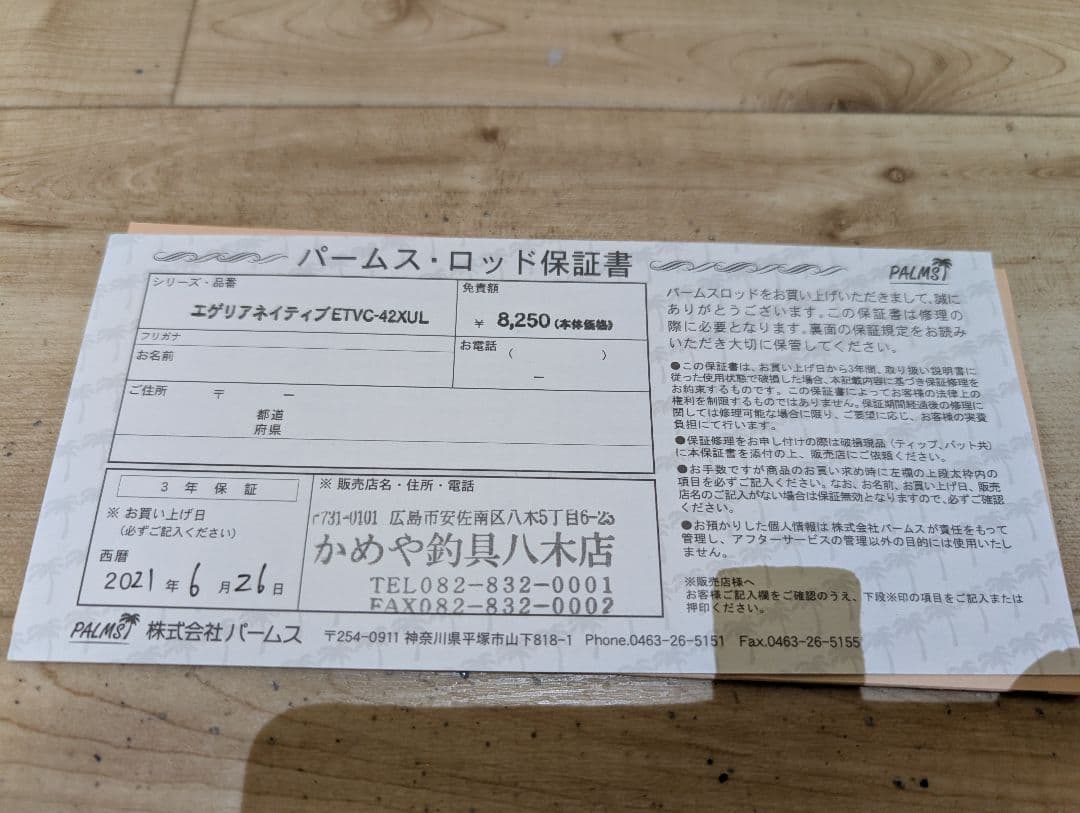 パームス・ロッド保証書
PALMS
シリーズ・品番
エゲリアネイティブETVC-42XUL
免責額
¥ 8,250(本体価格)
フリガナ
お名前
お電話 ( )
―
ご住所 〒 ―
都道
府県
3年保証
※ お買い上げ日
(必ずご記入ください)
西暦
2021年6月26日
※ 販売店名・住所・電話
〒731-0101 広島市安佐南区八木5丁目6-23
かめや釣具八木店
TEL082-832-0001
FAX082-832-0002
パームスロッドをお買い上げいただきまして、誠に
ありがとうございます。この保証書は修理の
際に必要となります。裏面の保証規定をお読み
いただき大切に保管してください。
●この保証書は、お買い上げ日から3年間、取り扱い説明書に
従った使用状態で破損した場合、本記載内容に基づき保証修理を
お約束するものです。この保証書によってお客様の法律上の
権利を制限するものではありません。保証期間経過後の修理に
関しては修理可能な場合に限り、ご要望に応じ、お客様の実費
負担にて行います。
●保証修理をお申し付けの際は破損現品(ティップ、バット共)
に本保証書を添付の上、販売店にご依頼ください。
●お手数ですが商品のお買い求め時に左欄の上段太枠内の
項目を必ずご記入ください。なお、お名前、お買い上げ日、販売
店名のご記入がない場合は保証無効となりますので、必ずご確認
ください。
●お預かりした個人情報は株式会社パームスが責任をもって
管理し、アフターサービスの管理以外の目的には使用いたし
ません。
※販売店様へ
お客様ご記入欄をご確認のうえ、下段※印の項目をご記入または
押印ください。
PALMS 株式会社パームス 〒254-0911 神奈川県平塚市山下818-1 Phone.0463-26-5151 Fax.0463-26-5155